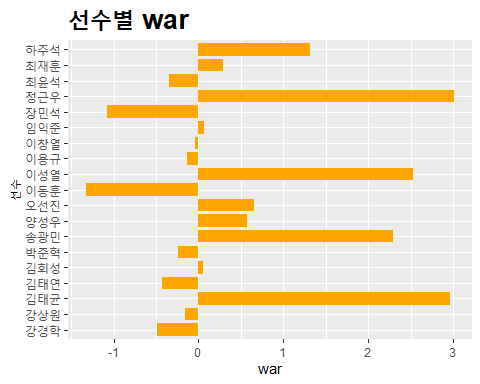 선수별 war
하주석
최재훈
최윤석
정근우
장민석
임익준
이창열
이용규
이성열
이동훈
오선진
양성우
송광민
박준혁
김회성
김태연
김태균
강상원
강경학
선수
-1 0 1 2 3
war